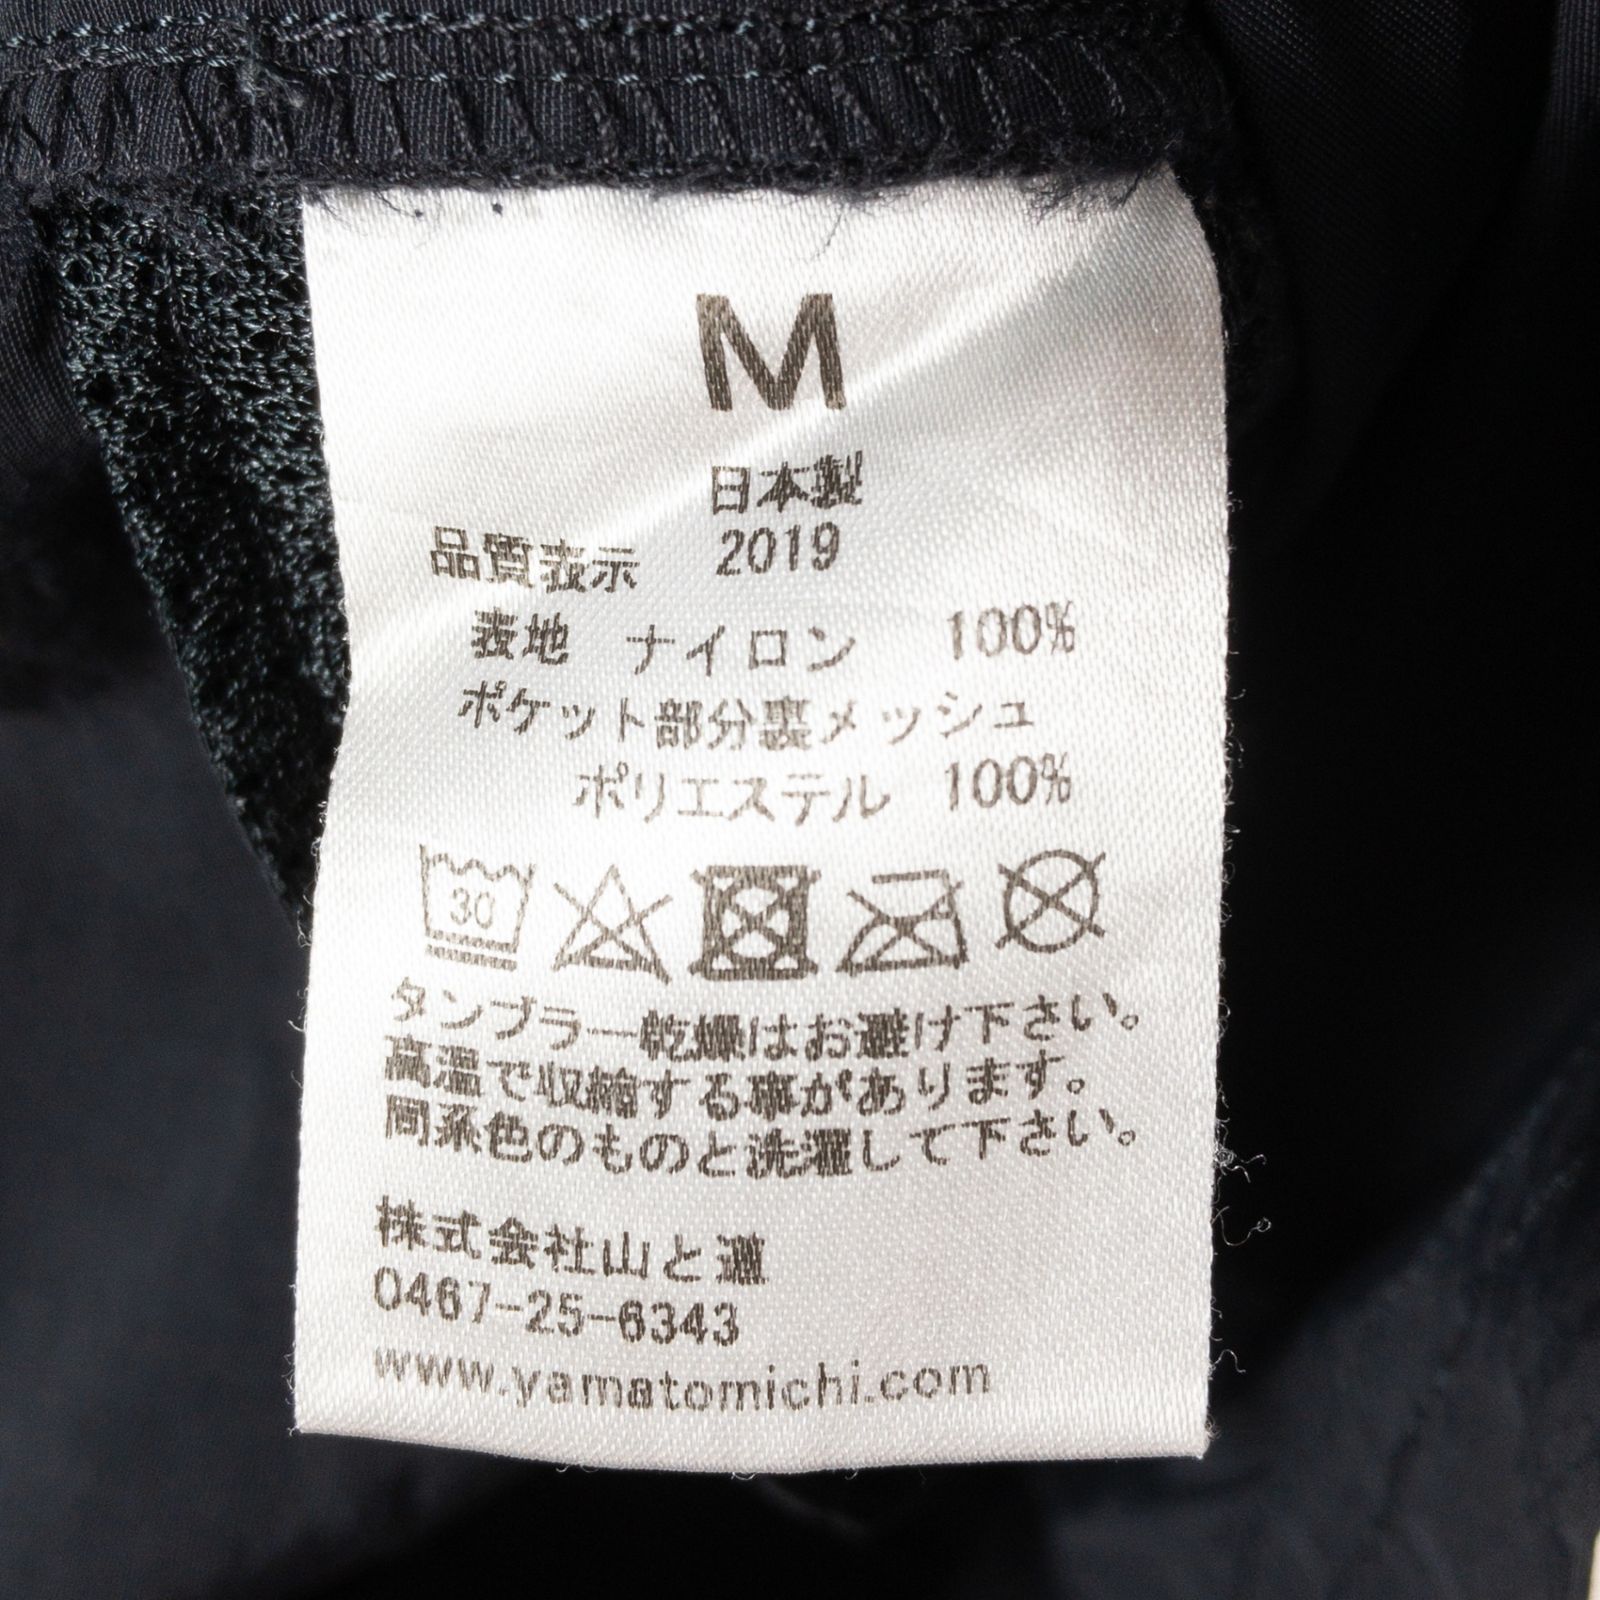 M
日本製
品質表示 2019
表地 ナイロン 100%
ポケット部分裏メッシュ
ポリエステル 100%
30
タンブラー乾燥はお避け下さい。
高温で収縮する事があります。
同系色のものと洗濯して下さい。
株式会社山と道
0467-25-6343
www.yamatomichi.com